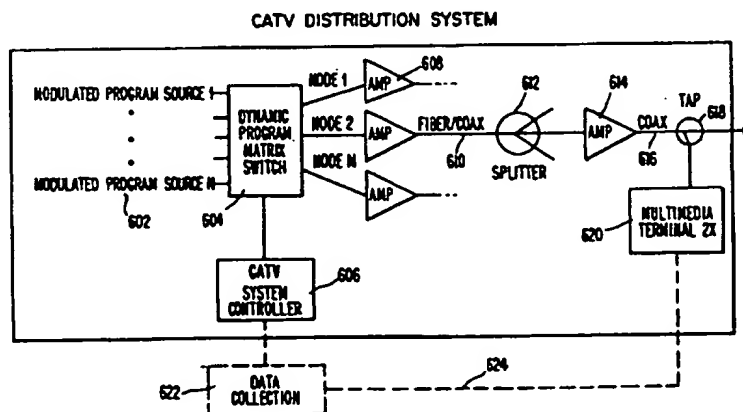 CATV DISTRIBUTION SYSTEM
MODULATED PROGRAM SOURCE 1
MODULATED PROGRAM SOURCE N
602
DYNAMIC
PROGRAM
MATRIX
SWITCH
604
NODE 1
NODE 2
NODE M
AMP
608
AMP
AMP
FIBER/COAX
610
612
SPLITTER
614
AMP
COAX
616
TAP
618
MULTIMEDIA
TERMINAL 2X
620
CATV
SYSTEM
CONTROLLER
606
DATA
COLLECTION
622
624